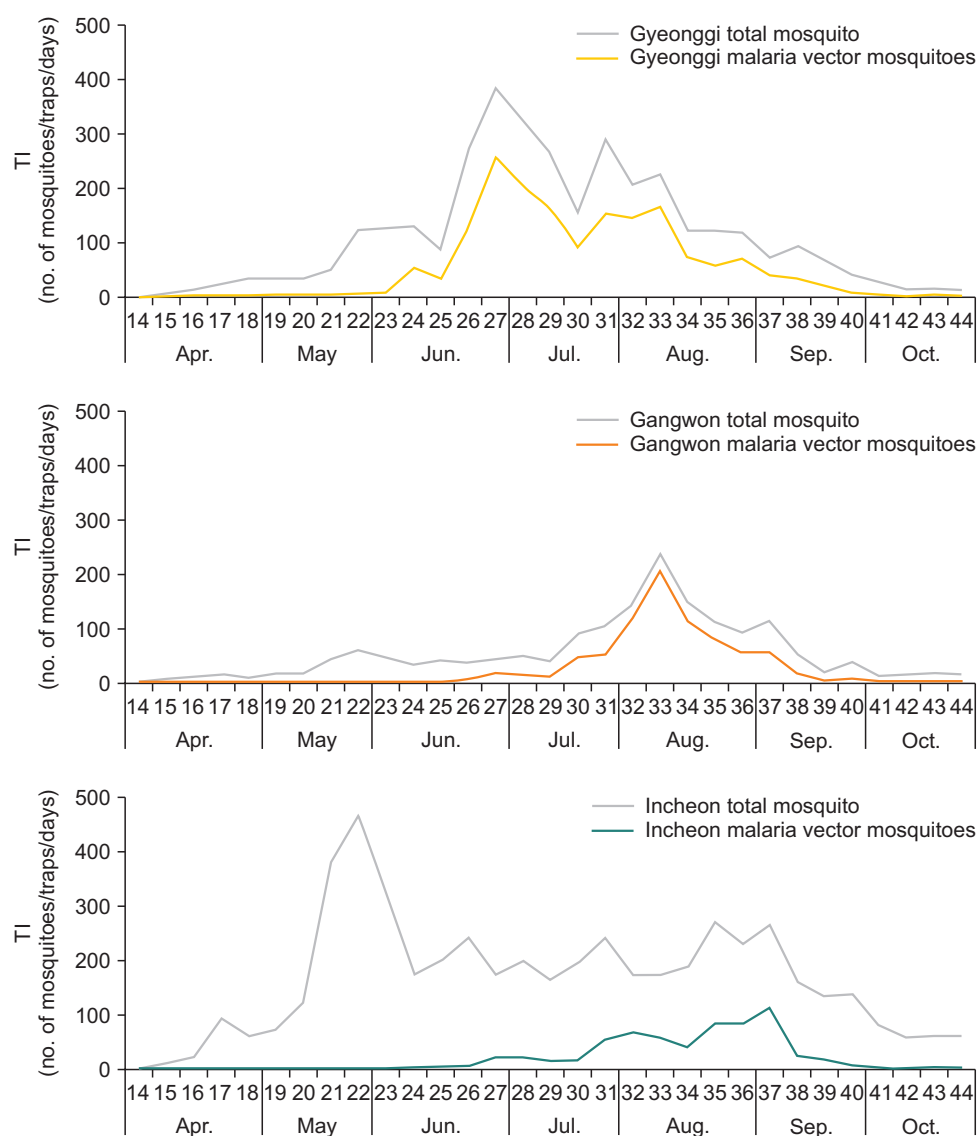 500
400
300
200
100
0
TI
(no. of mosquitoes/traps/days)
Gyeonggi total mosquito
Gyeonggi malaria vector mosquitoes
14 15 16 17 18 19 20 21 22 23 24 25 26 27 28 29 30 31 32 33 34 35 36 37 38 39 40 41 42 43 44
Apr. May Jun. Jul. Aug. Sep. Oct.
500
400
300
200
100
0
TI
(no. of mosquitoes/traps/days)
Gangwon total mosquito
Gangwon malaria vector mosquitoes
14 15 16 17 18 19 20 21 22 23 24 25 26 27 28 29 30 31 32 33 34 35 36 37 38 39 40 41 42 43 44
Apr. May Jun. Jul. Aug. Sep. Oct.
500
400
300
200
100
0
TI
(no. of mosquitoes/traps/days)
Incheon total mosquito
Incheon malaria vector mosquitoes
14 15 16 17 18 19 20 21 22 23 24 25 26 27 28 29 30 31 32 33 34 35 36 37 38 39 40 41 42 43 44
Apr. May Jun. Jul. Aug. Sep. Oct.